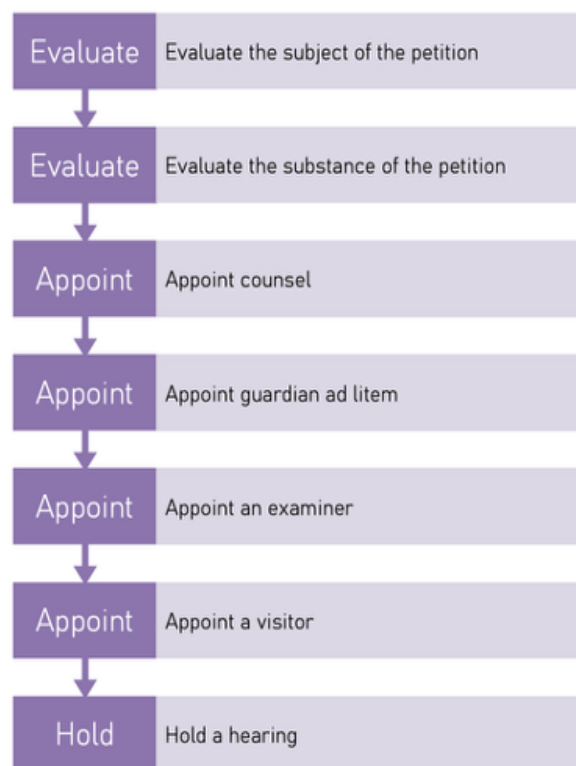 Evaluate Evaluate the subject of the petition
Evaluate Evaluate the substance of the petition
Appoint Appoint counsel
Appoint Appoint guardian ad litem
Appoint Appoint an examiner
Appoint Appoint a visitor
Hold Hold a hearing